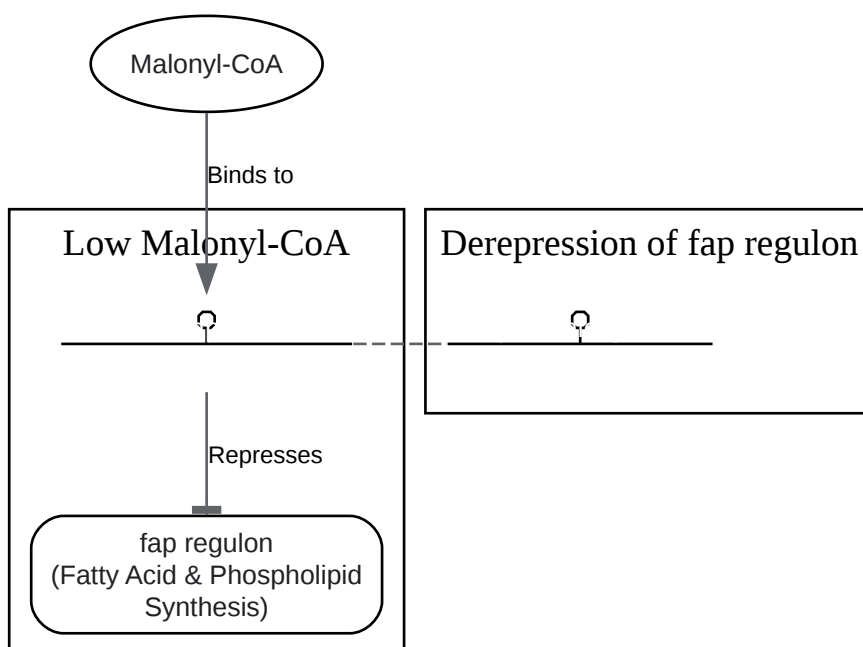 Malonyl-CoA
Binds to
Low Malonyl-CoA
Derepression of fap regulon
Represses
fap regulon
(Fatty Acid & Phospholipid
Synthesis)